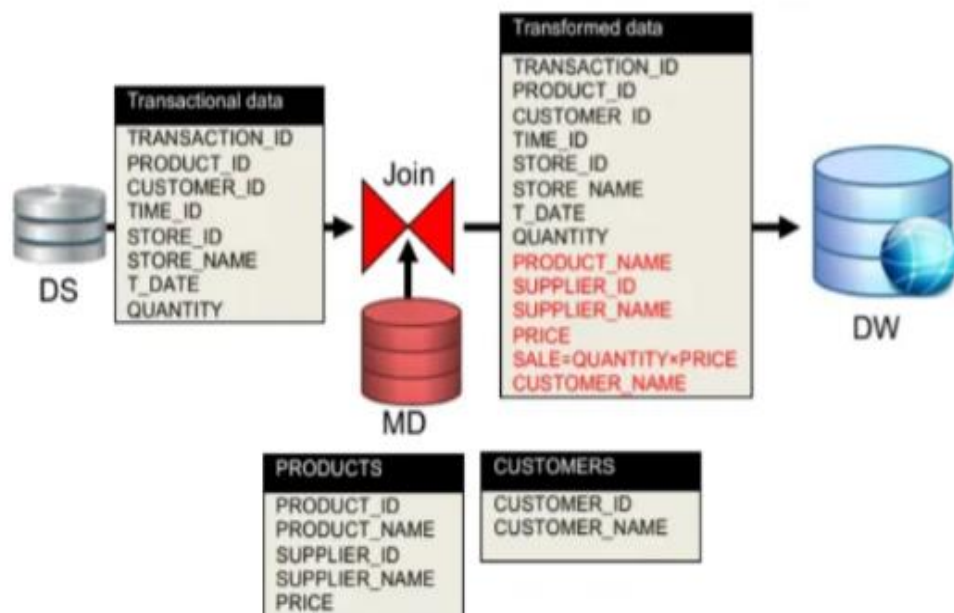 Transactional data
TRANSACTION_ID
PRODUCT_ID
CUSTOMER_ID
TIME_ID
STORE_ID
STORE_NAME
T_DATE
QUANTITY
DS
Join
MD
Transformed data
TRANSACTION_ID
PRODUCT_ID
CUSTOMER_ID
TIME_ID
STORE_ID
STORE_NAME
T_DATE
QUANTITY
PRODUCT_NAME
SUPPLIER_ID
SUPPLIER_NAME
PRICE
SALE=QUANTITY×PRICE
CUSTOMER_NAME
DW
PRODUCTS
PRODUCT_ID
PRODUCT_NAME
SUPPLIER_ID
SUPPLIER_NAME
PRICE
CUSTOMERS
CUSTOMER_ID
CUSTOMER_NAME